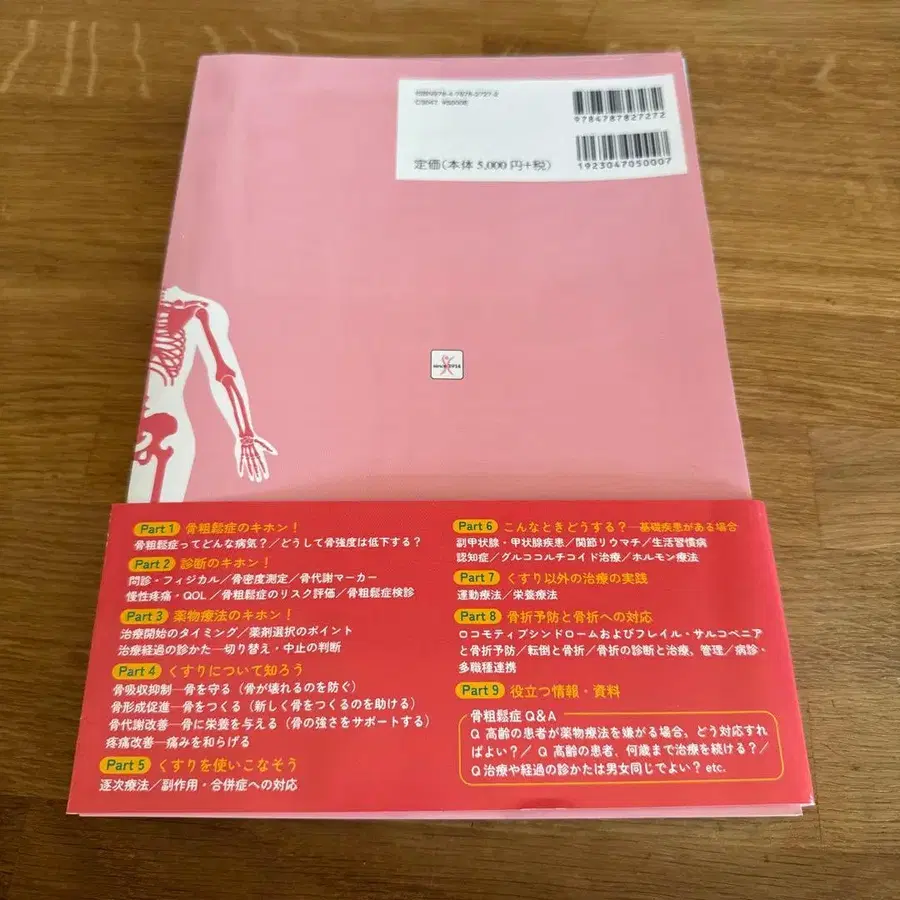 ISBN978-4-7878-2727-2
C3047 ¥5000E
定価(本体5,000円+税)
9784787827272
1923047050007
since 1914
Part 1 骨粗鬆症のキホン！
骨粗鬆症ってどんな病気？／どうして骨強度は低下する？
Part 2 診断のキホン！
問診・フィジカル／骨密度測定／骨代謝マーカー
慢性疼痛・QOL／骨粗鬆症のリスク評価／骨粗鬆症検診
Part 3 薬物療法のキホン！
治療開始のタイミング／薬剤選択のポイント
治療経過の診かた―切り替え・中止の判断
Part 4 くすりについて知ろう
骨吸収抑制―骨を守る（骨が壊れるのを防ぐ）
骨形成促進―骨をつくる（新しく骨をつくるのを助ける）
骨代謝改善―骨に栄養を与える（骨の強さをサポートする）
疼痛改善―痛みを和らげる
Part 5 くすりを使いこなそう
逐次療法／副作用・合併症への対応
Part 6 こんなときどうする？―基礎疾患がある場合
副甲状腺・甲状腺疾患／関節リウマチ／生活習慣病
認知症／グルココルチコイド治療／ホルモン療法
Part 7 くすり以外の治療の実践
運動療法／栄養療法
Part 8 骨折予防と骨折への対応
ロコモティブシンドロームおよびフレイル・サルコペニア
と骨折予防／転倒と骨折／骨折の診断と治療、管理／病診・
多職種連携
Part 9 役立つ情報・資料
骨粗鬆症 Q&A
Q 高齢の患者が薬物療法を嫌がる場合、どう対応すれ
ばよい？／ Q 高齢の患者、何歳まで治療を続ける？／
Q 治療や経過の診かたは男女同じでよい？ etc.